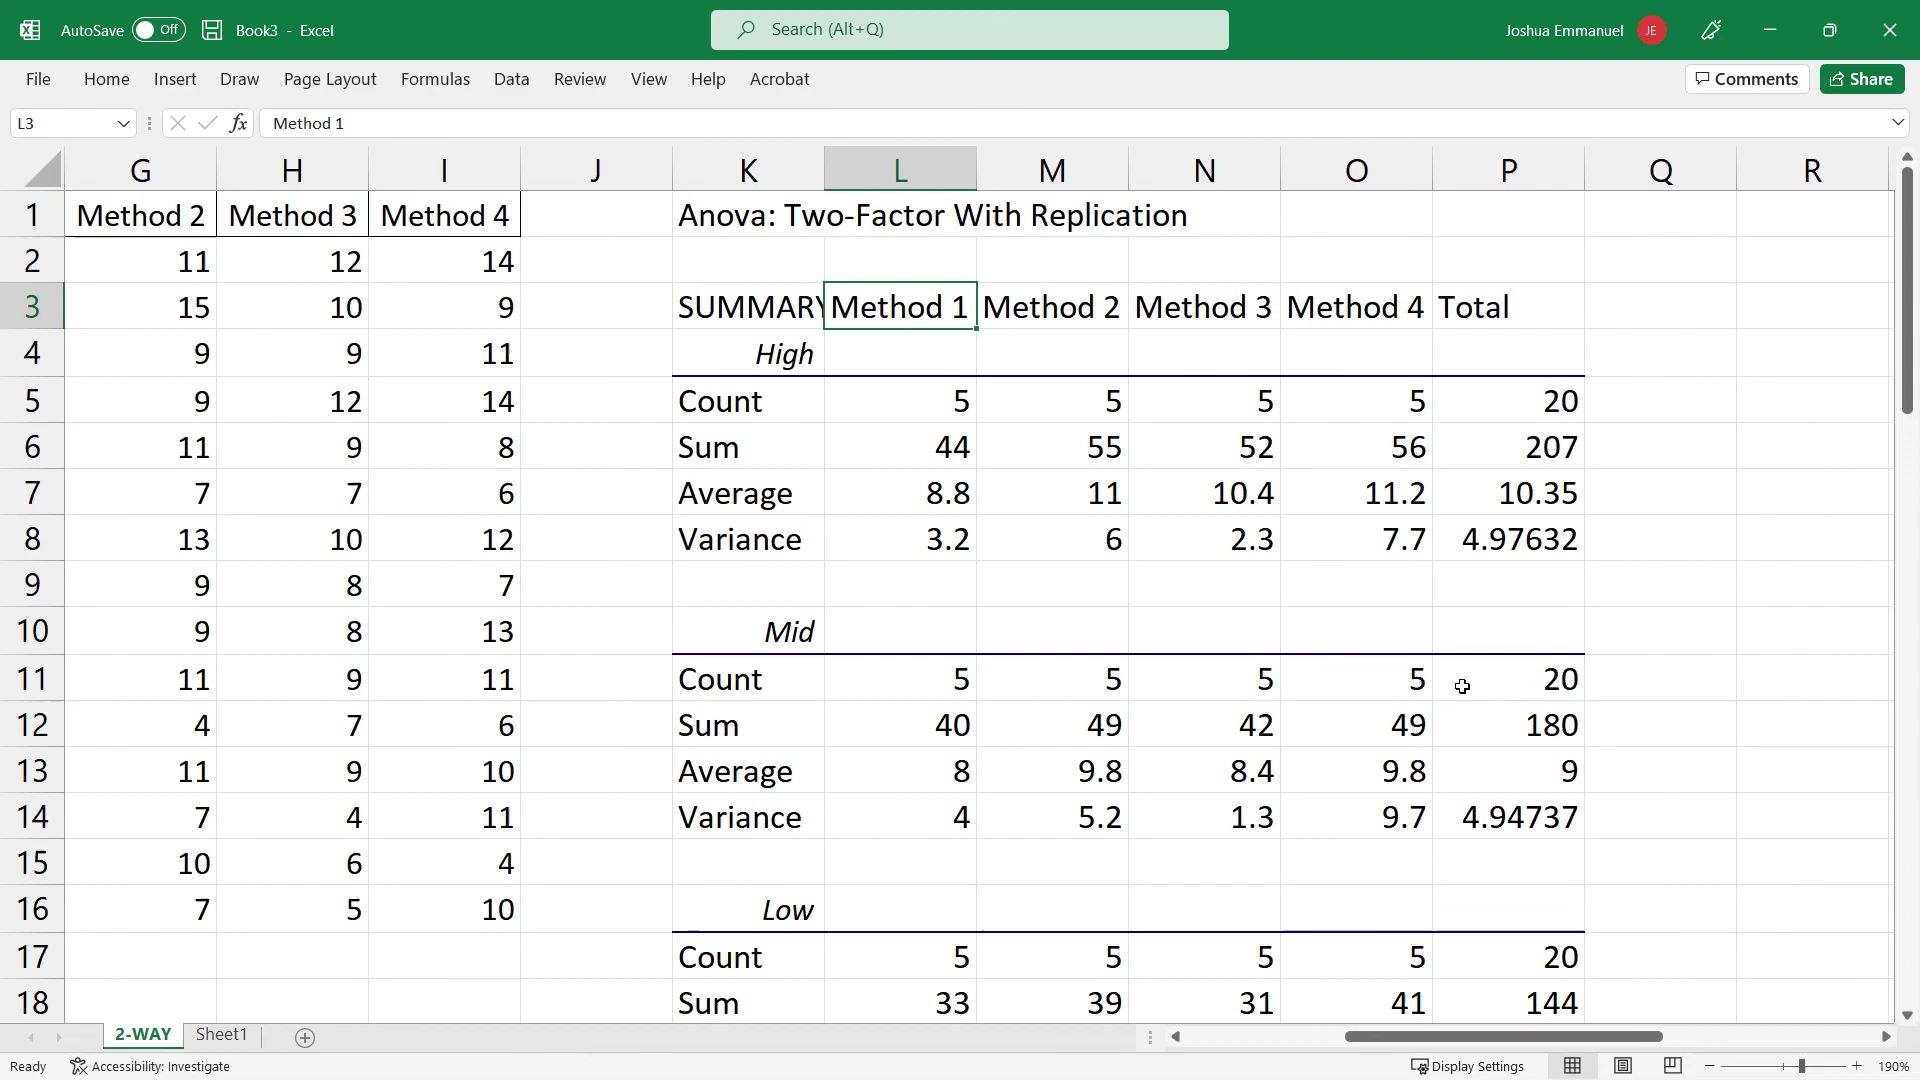 AutoSave Off Book3 - Excel Search (Alt+Q) Joshua Emmanuel JE
File Home Insert Draw Page Layout Formulas Data Review View Help Acrobat Comments Share
L3 fx Method 1
G H I J K L M N O P Q R
1 Method 2 Method 3 Method 4 Anova: Two-Factor With Replication
2 11 12 14
3 15 10 9 SUMMARY Method 1 Method 2 Method 3 Method 4 Total
4 9 9 11 High
5 9 12 14 Count 5 5 5 5 20
6 11 9 8 Sum 44 55 52 56 207
7 7 7 6 Average 8.8 11 10.4 11.2 10.35
8 13 10 12 Variance 3.2 6 2.3 7.7 4.97632
9 9 8 7
10 9 8 13 Mid
11 11 9 11 Count 5 5 5 5 20
12 4 7 6 Sum 40 49 42 49 180
13 11 9 10 Average 8 9.8 8.4 9.8 9
14 7 4 11 Variance 4 5.2 1.3 9.7 4.94737
15 10 6 4
16 7 5 10 Low
17 Count 5 5 5 5 20
18 Sum 33 39 31 41 144
2-WAY Sheet1
Ready Accessibility: Investigate Display Settings 190%